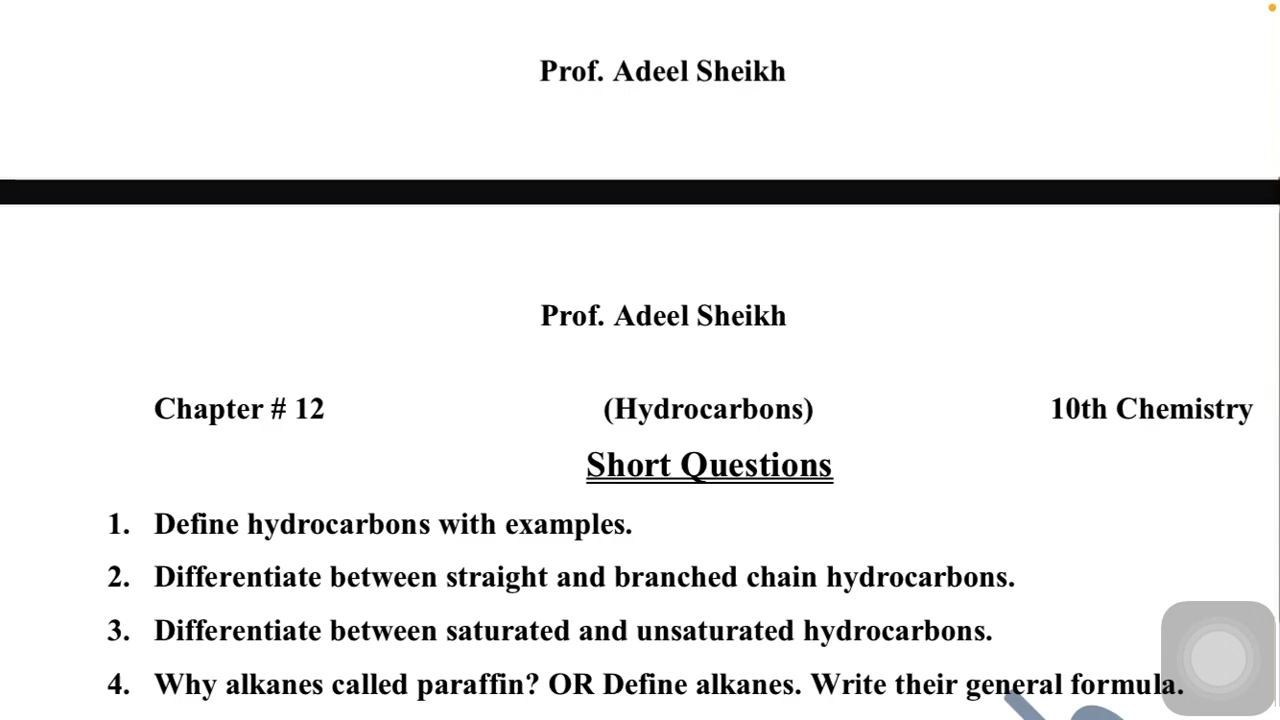 Prof. Adeel Sheikh
Prof. Adeel Sheikh
Chapter # 12 (Hydrocarbons) 10th Chemistry
Short Questions
1. Define hydrocarbons with examples.
2. Differentiate between straight and branched chain hydrocarbons.
3. Differentiate between saturated and unsaturated hydrocarbons.
4. Why alkanes called paraffin? OR Define alkanes. Write their general formula.